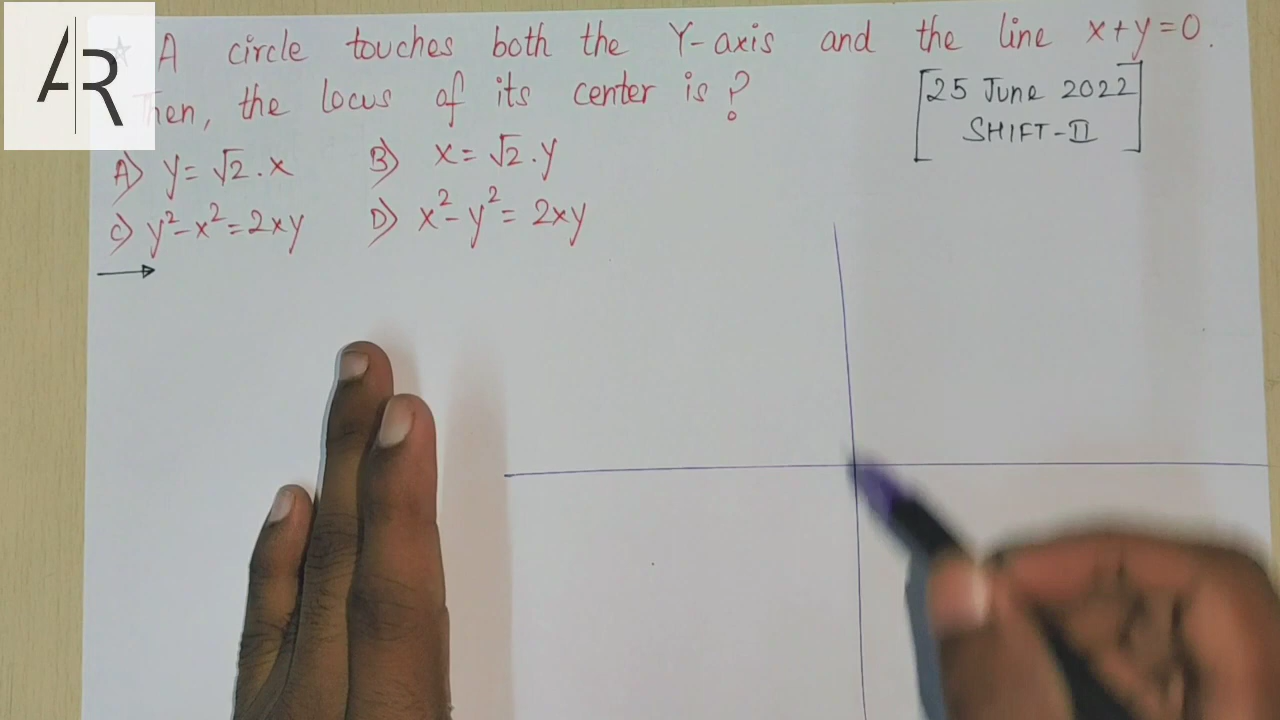 AR
A circle touches both the Y-axis and the line x+y=0.
Then, the locus of its center is ?
[25 June 2022
SHIFT-II]
A) y=√2.x B) x=√2.y
C) y²-x²=2xy D) x²-y²=2xy